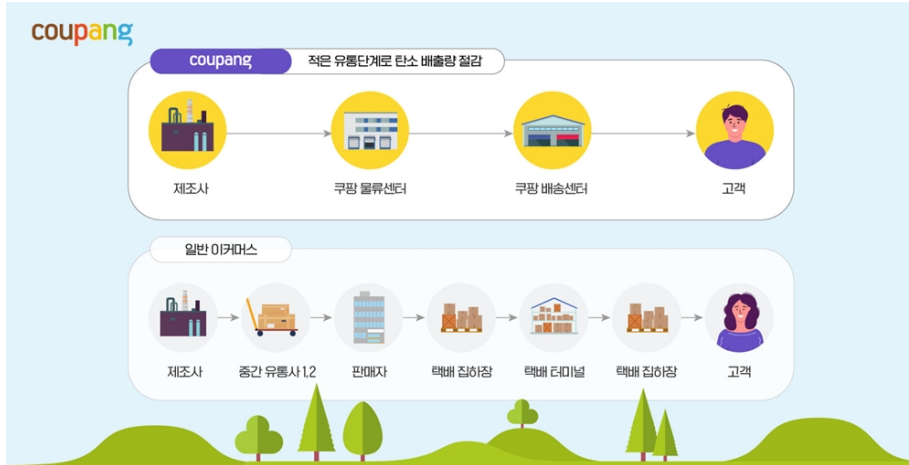 coupang
coupang 적은 유통단계로 탄소 배출량 절감
제조사 쿠팡 물류센터 쿠팡 배송센터 고객
일반 이커머스
제조사 중간 유통사 1,2 판매자 택배 집하장 택배 터미널 택배 집하장 고객